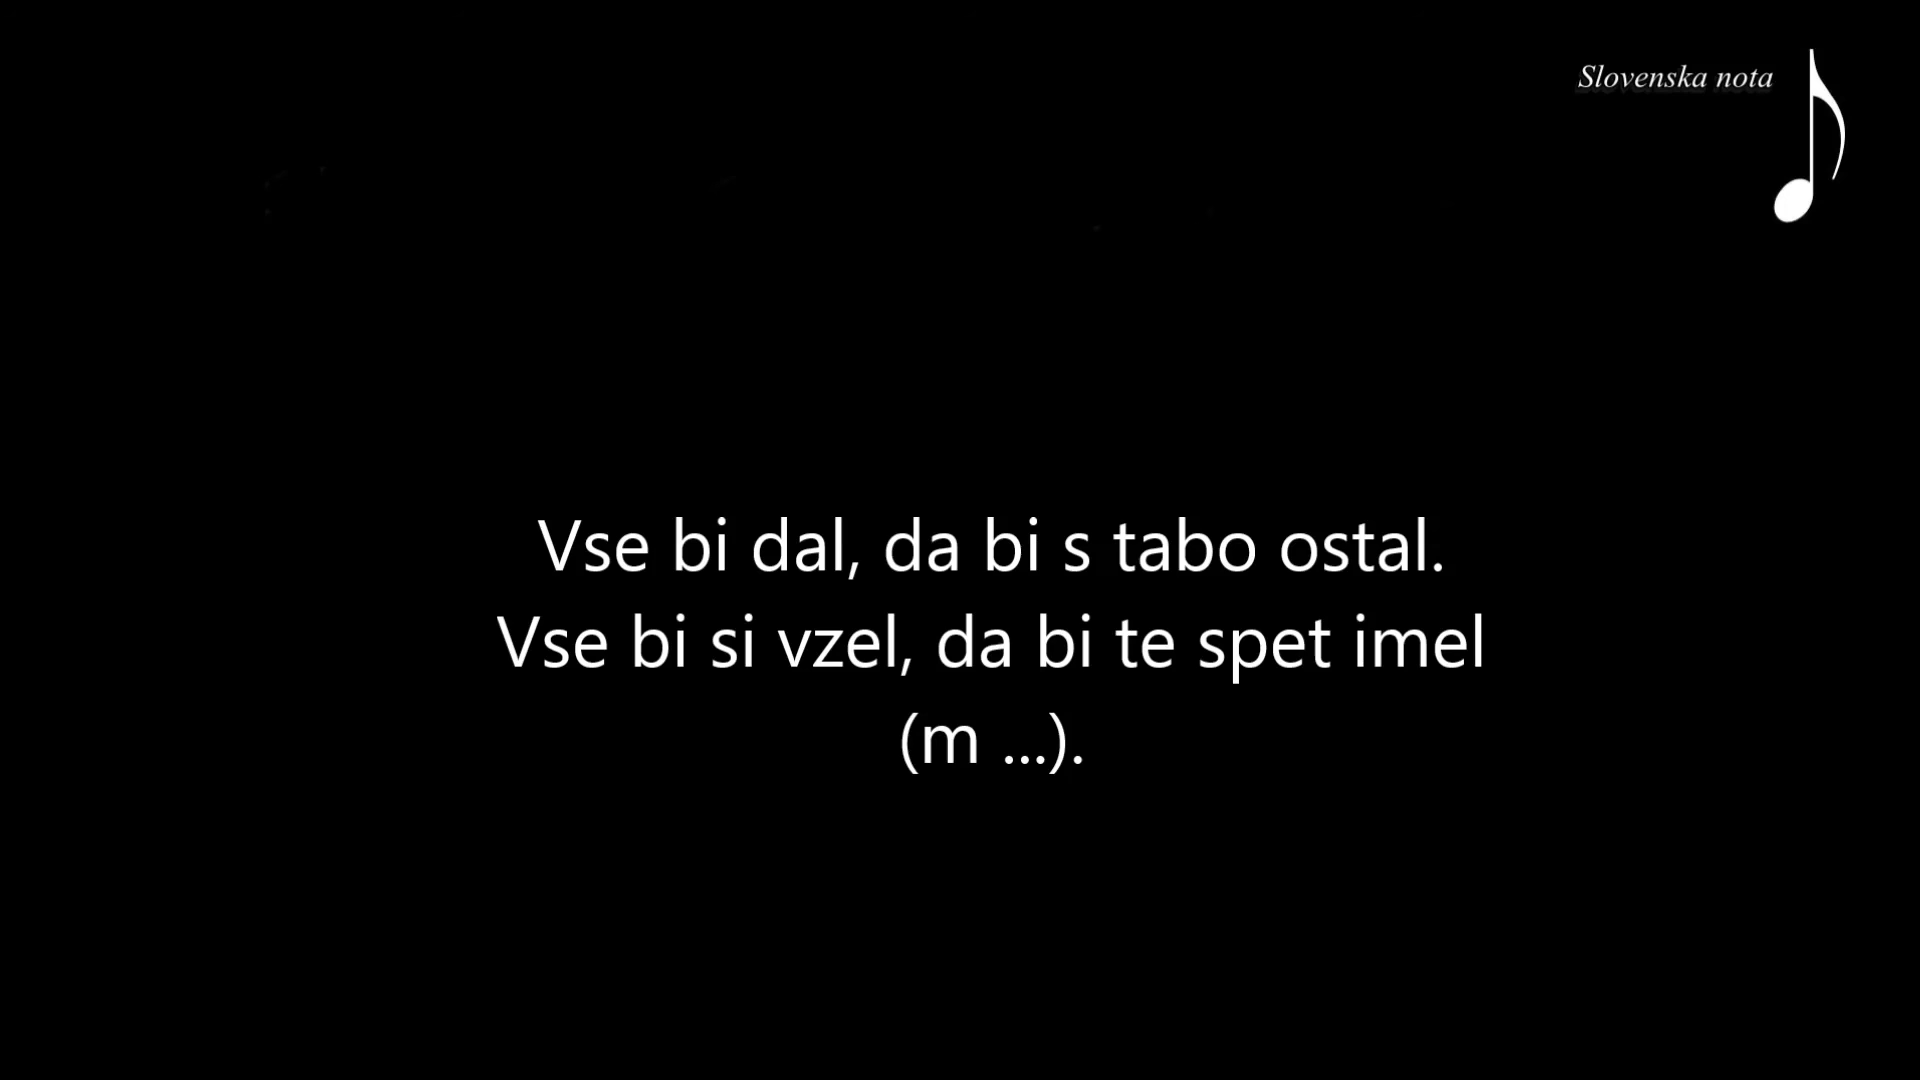 Slovenska nota
Vse bi dal, da bi s tabo ostal.
Vse bi si vzel, da bi te spet imel
(m ...).